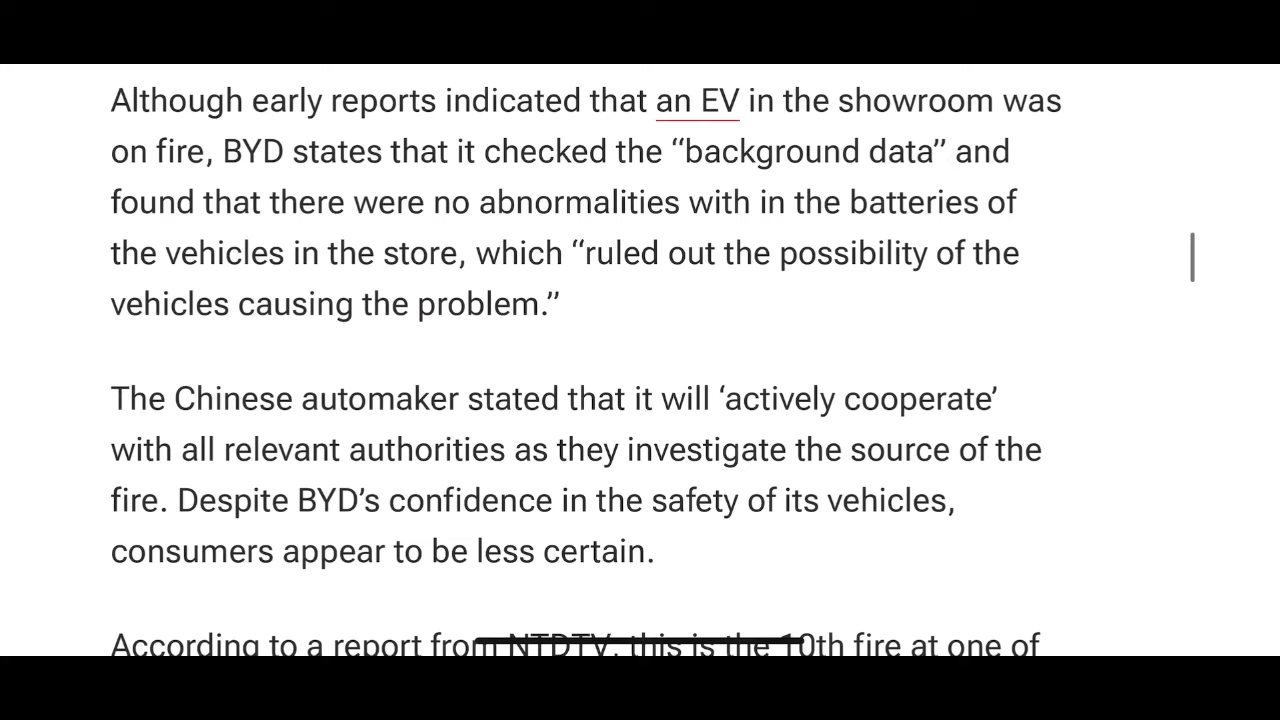 Although early reports indicated that an EV in the showroom was
on fire, BYD states that it checked the “background data” and
found that there were no abnormalities with in the batteries of
the vehicles in the store, which “ruled out the possibility of the
vehicles causing the problem.”
The Chinese automaker stated that it will ‘actively cooperate’
with all relevant authorities as they investigate the source of the
fire. Despite BYD’s confidence in the safety of its vehicles,
consumers appear to be less certain.
According to a report from NTDTV, this is the 10th fire at one of